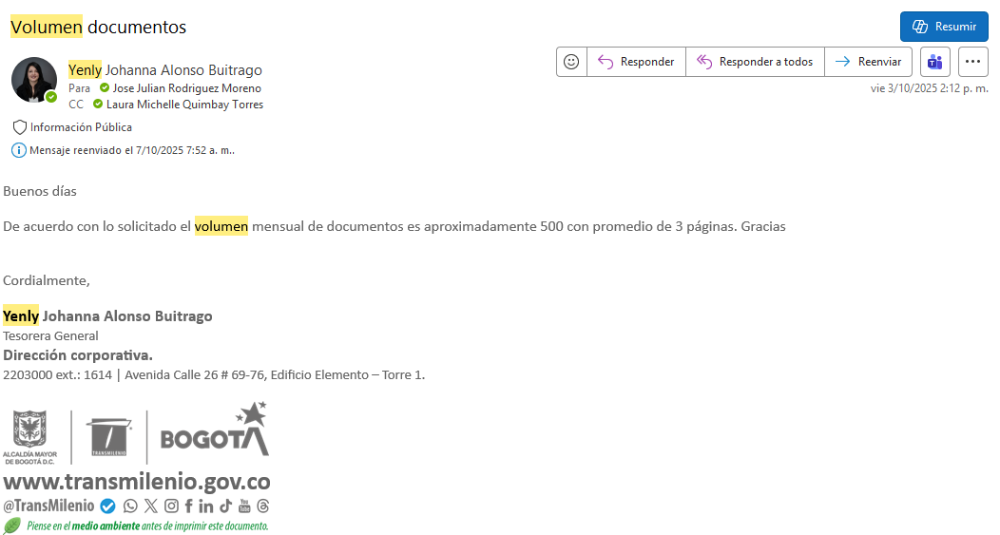 Volumen documentos
Resumir
Yenly Johanna Alonso Buitrago
Responder
Responder a todos
Reenviar
Para Jose Julian Rodriguez Moreno
vie 3/10/2025 2:12 p. m.
CC Laura Michelle Quimbay Torres
Información Pública
Mensaje reenviado el 7/10/2025 7:52 a. m..
Buenos días
De acuerdo con lo solicitado el volumen mensual de documentos es aproximadamente 500 con promedio de 3 páginas. Gracias
Cordialmente,
Yenly Johanna Alonso Buitrago
Tesorera General
Dirección corporativa.
2203000 ext.: 1614 | Avenida Calle 26 # 69-76, Edificio Elemento – Torre 1.
ALCALDÍA MAYOR
DE BOGOTÁ D.C.
TRANSMILENIO
BOGOTÁ
www.transmilenio.gov.co
@TransMilenio
Piense en el medio ambiente antes de imprimir este documento.